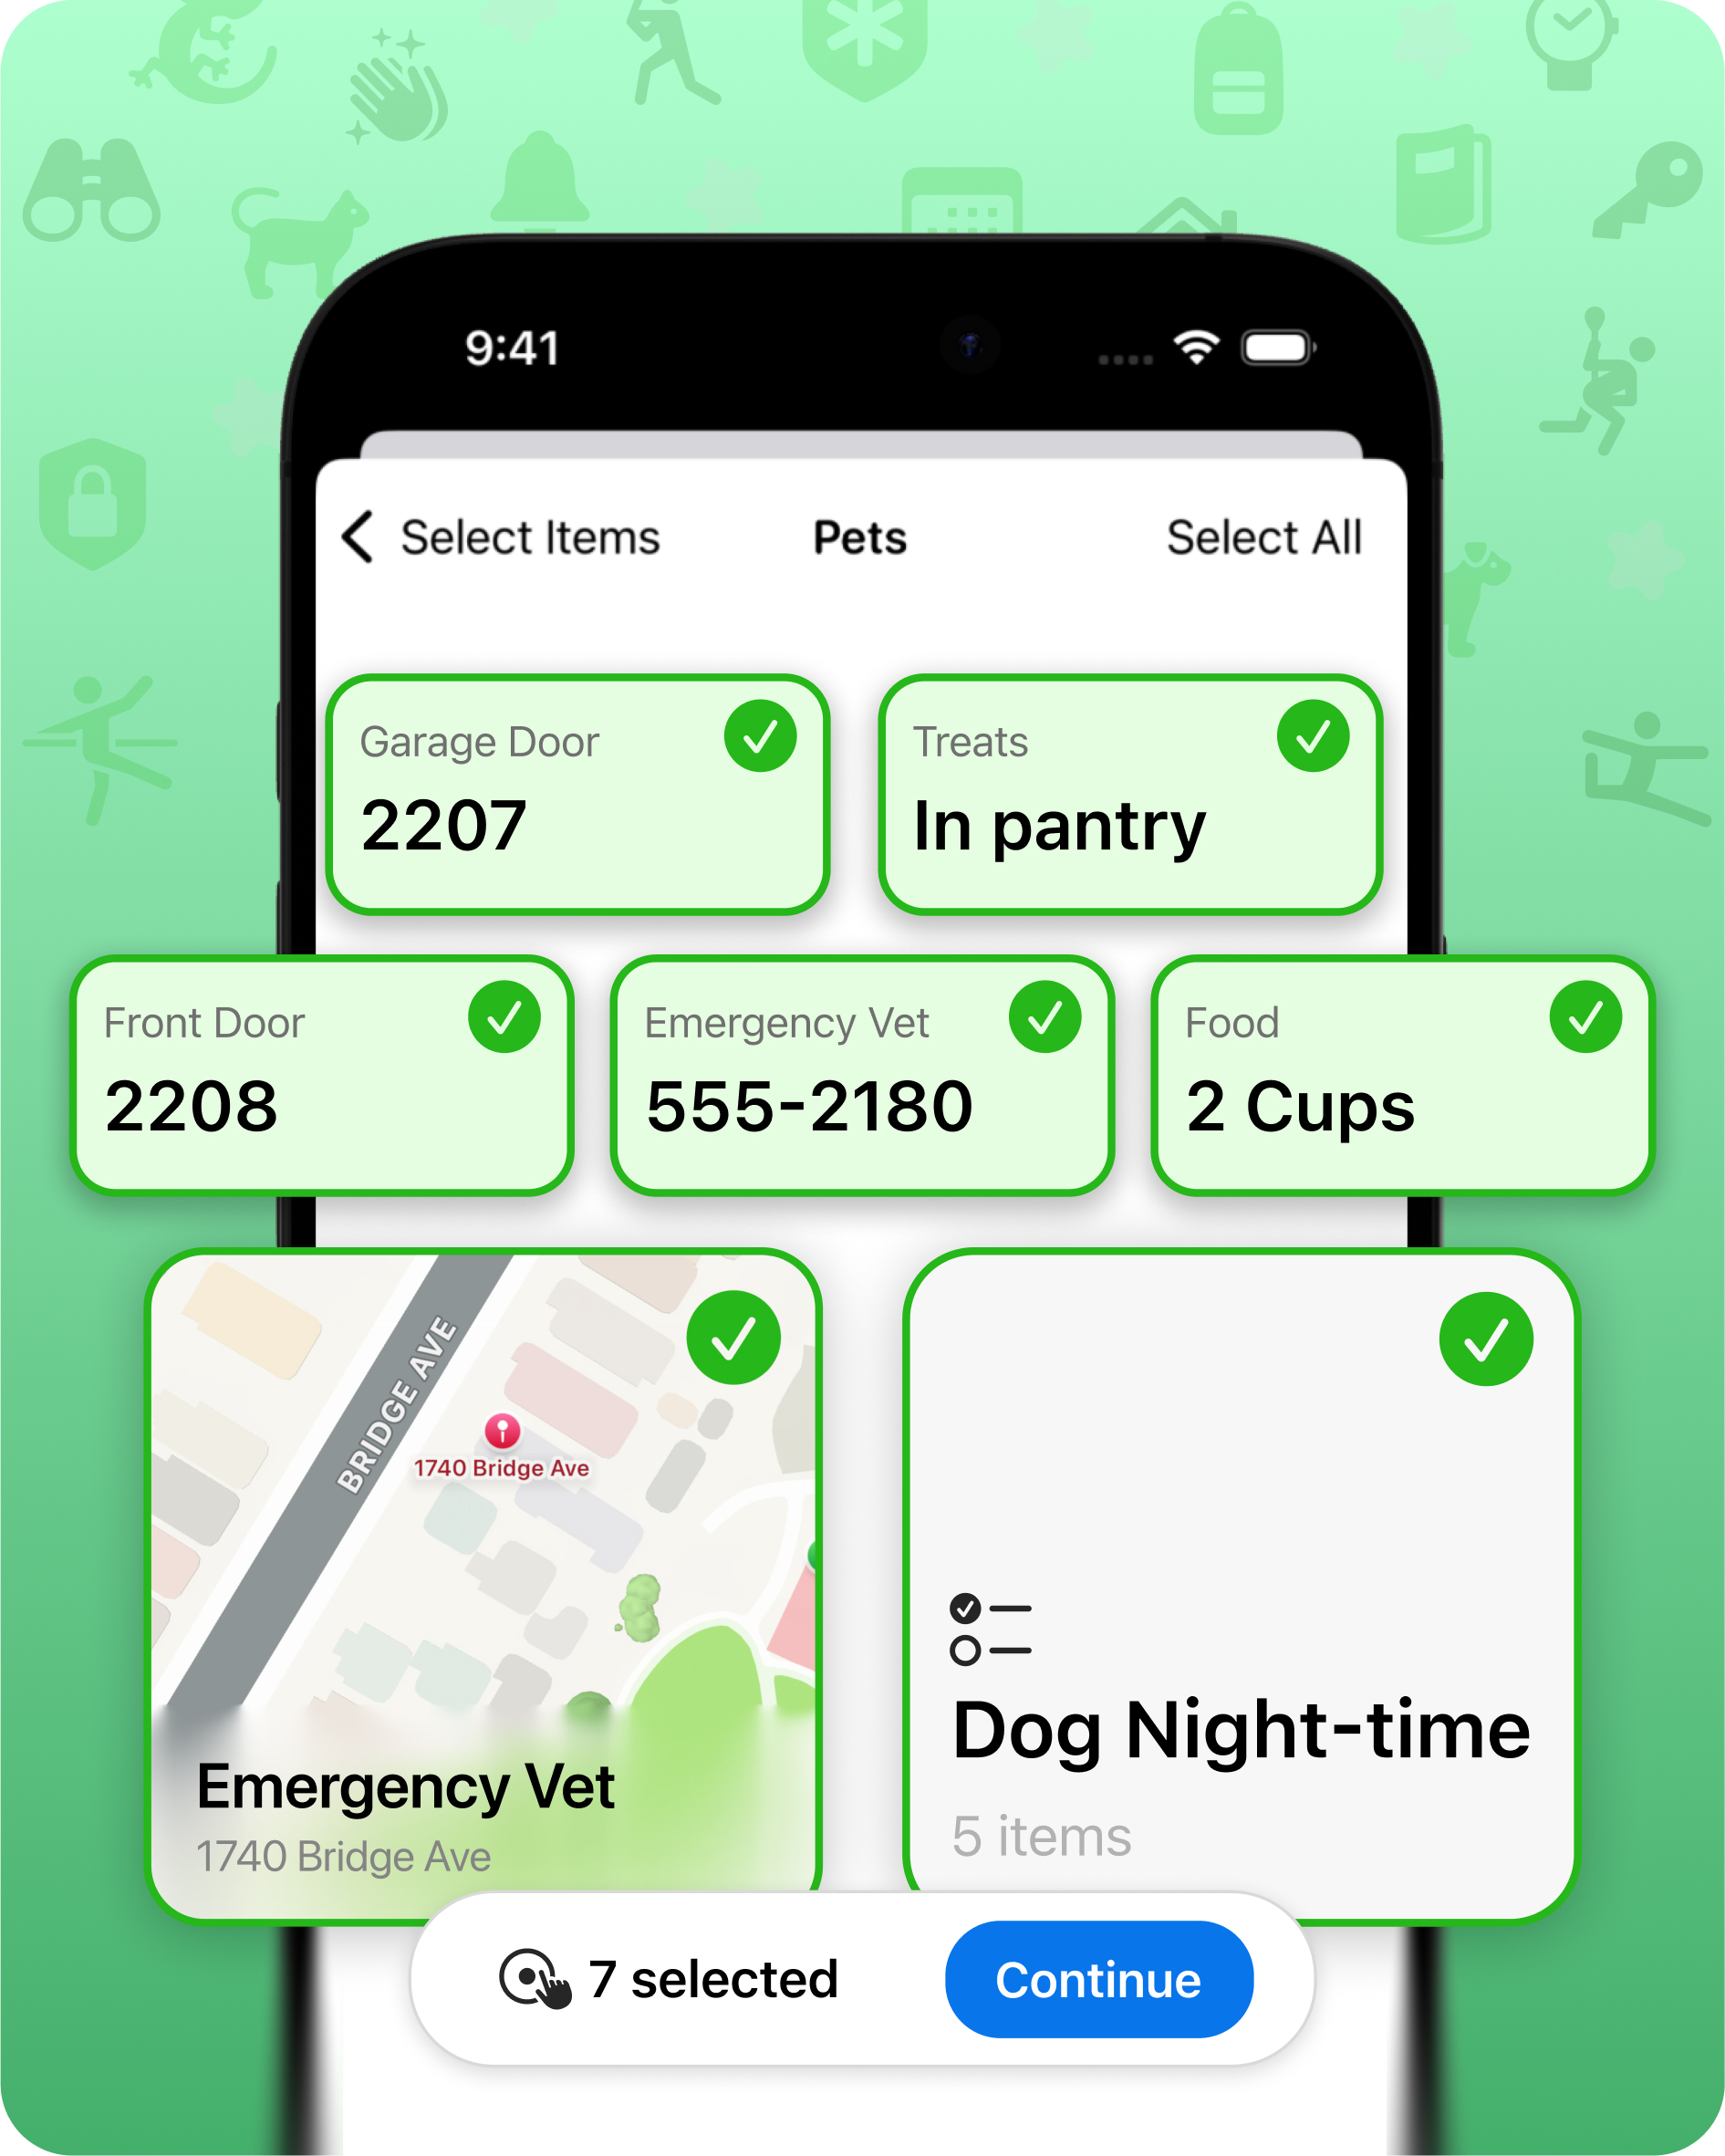 9:41
Select Items
Pets
Select All
Garage Door
2207
Treats
In pantry
Front Door
2208
Emergency Vet
555-2180
Food
2 Cups
BRIDGE AVE
1740 Bridge Ave
Emergency Vet
1740 Bridge Ave
Dog Night-time
5 items
7 selected
Continue